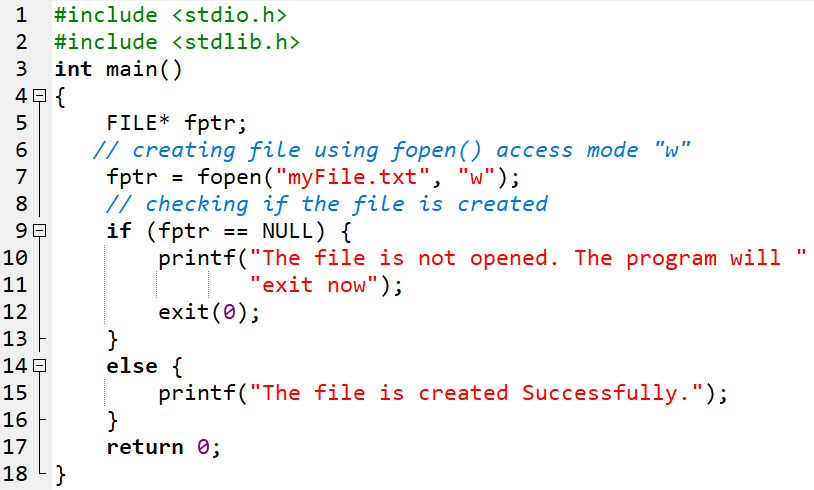 1 #include <stdio.h>
2 #include <stdlib.h>
3 int main()
4 {
5 FILE* fptr;
6 // creating file using fopen() access mode "w"
7 fptr = fopen("myFile.txt", "w");
8 // checking if the file is created
9 if (fptr == NULL) {
10 printf("The file is not opened. The program will "
11 "exit now");
12 exit(0);
13 }
14 else {
15 printf("The file is created Successfully.");
16 }
17 return 0;
18 }